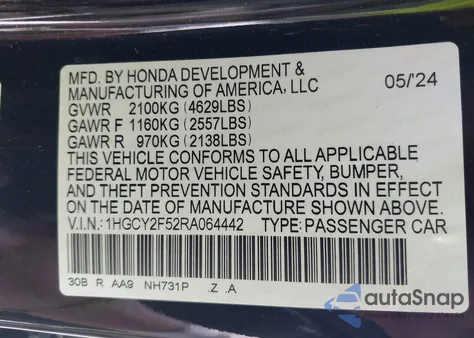 MFD. BY HONDA DEVELOPMENT &
MANUFACTURING OF AMERICA, LLC 05/'24
GVWR 2100KG (4629LBS)
GAWR F 1160KG (2557LBS)
GAWR R 970KG (2138LBS)
THIS VEHICLE CONFORMS TO ALL APPLICABLE
FEDERAL MOTOR VEHICLE SAFETY, BUMPER,
AND THEFT PREVENTION STANDARDS IN EFFECT
ON THE DATE OF MANUFACTURE SHOWN ABOVE.
V.I.N.: 1HGCY2F52RA064442 TYPE: PASSENGER CAR
30B R AA9 NH731P .Z .A
autoSnap